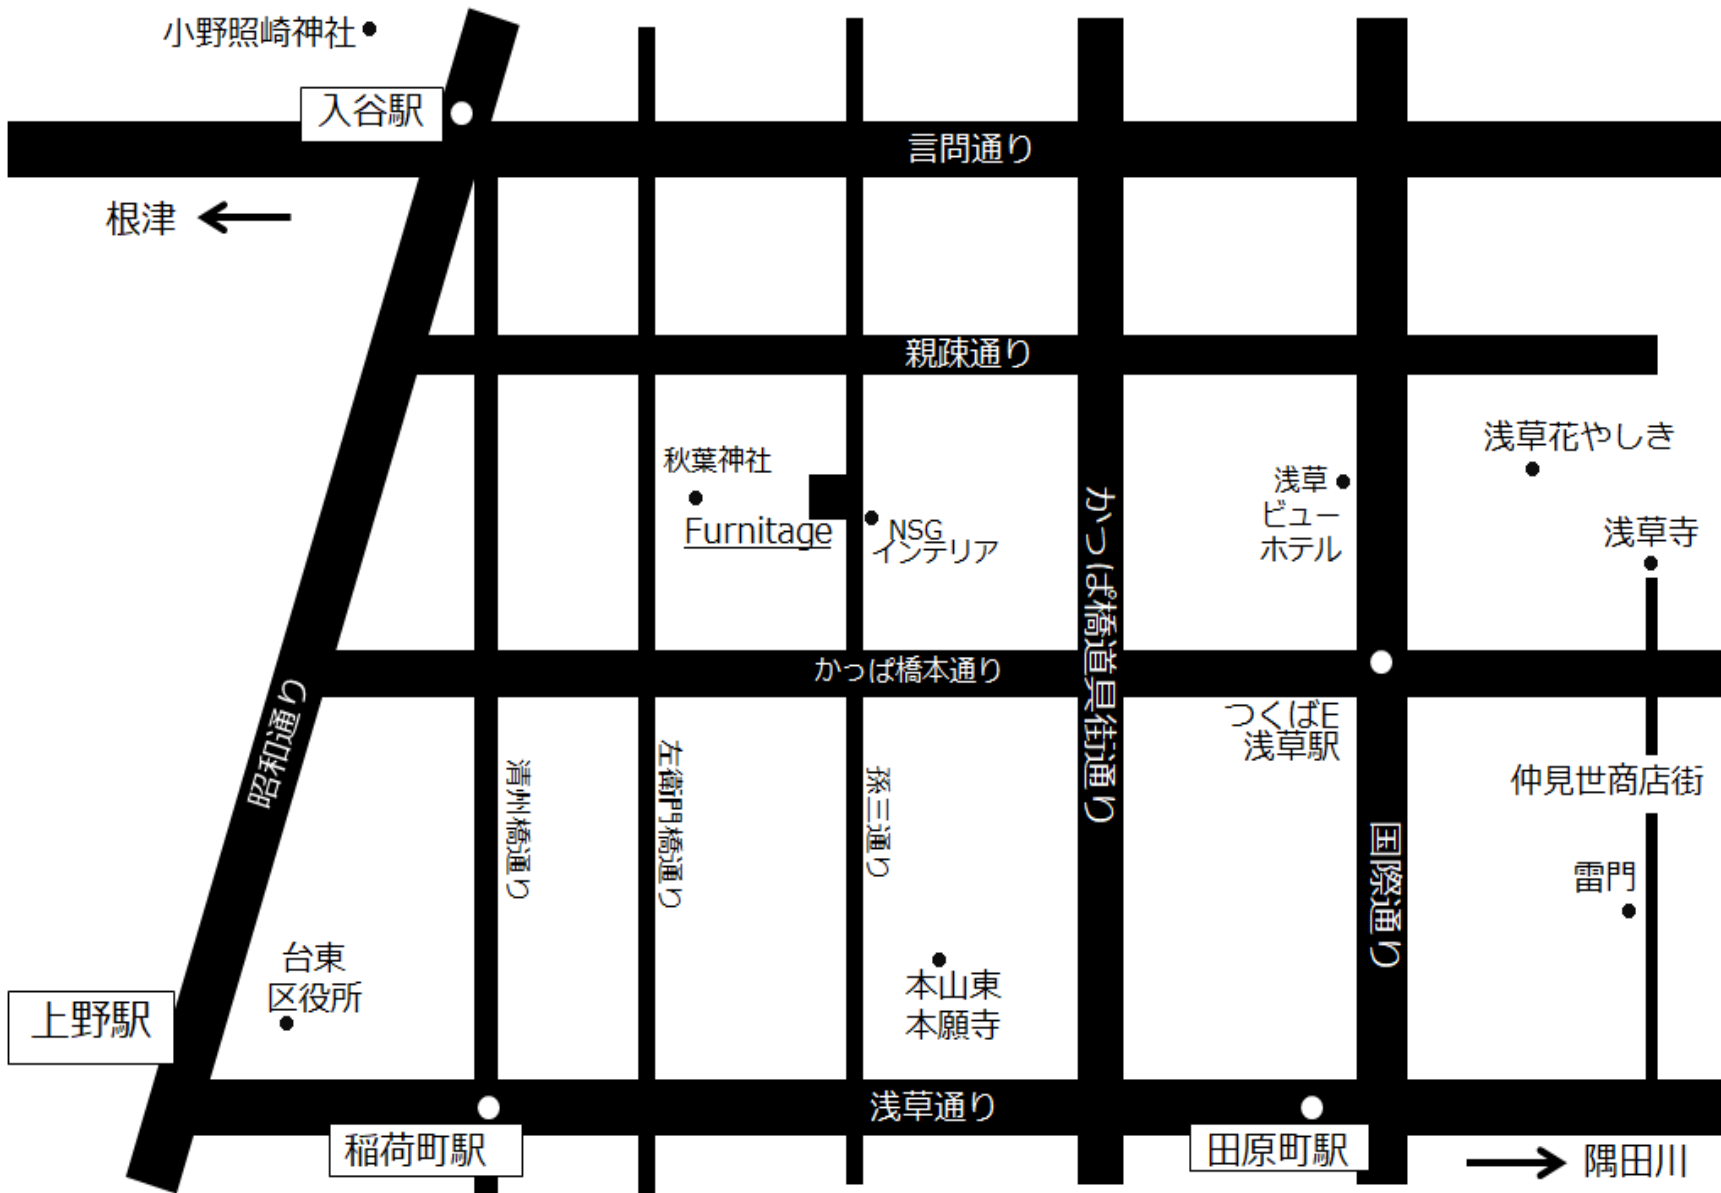 小野照崎神社
入谷駅
言問通り
根津
親疎通り
浅草花やしき
秋葉神社
浅草
ビュー
ホテル
Furnitage
NSG
インテリア
浅草寺
かっぱ橋道具街通り
かっぱ橋本通り
つくばE
浅草駅
昭和通り
清州橋通り
左衛門橋通り
孫三通り
仲見世商店街
国際通り
雷門
台東
区役所
本山東
本願寺
上野駅
浅草通り
稲荷町駅
田原町駅
隅田川